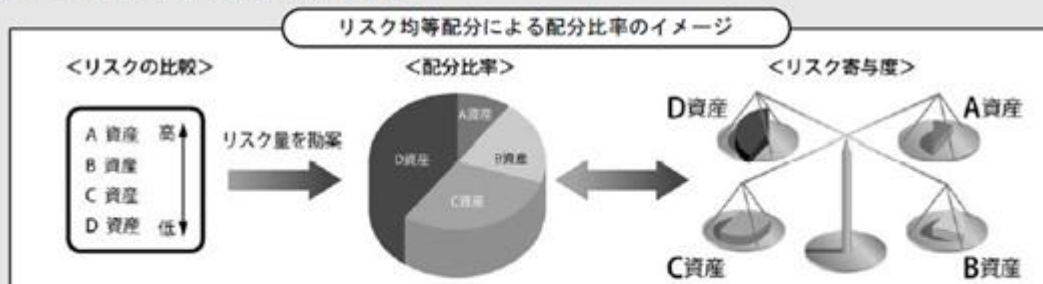 リスク均等配分による配分比率のイメージ
<リスクの比較>
A 資産 高
B 資産
C 資産
D 資産 低
リスク量を勘案
<配分比率>
A資産
B資産
C資産
D資産
<リスク寄与度>
D資産
A資産
C資産
B資産